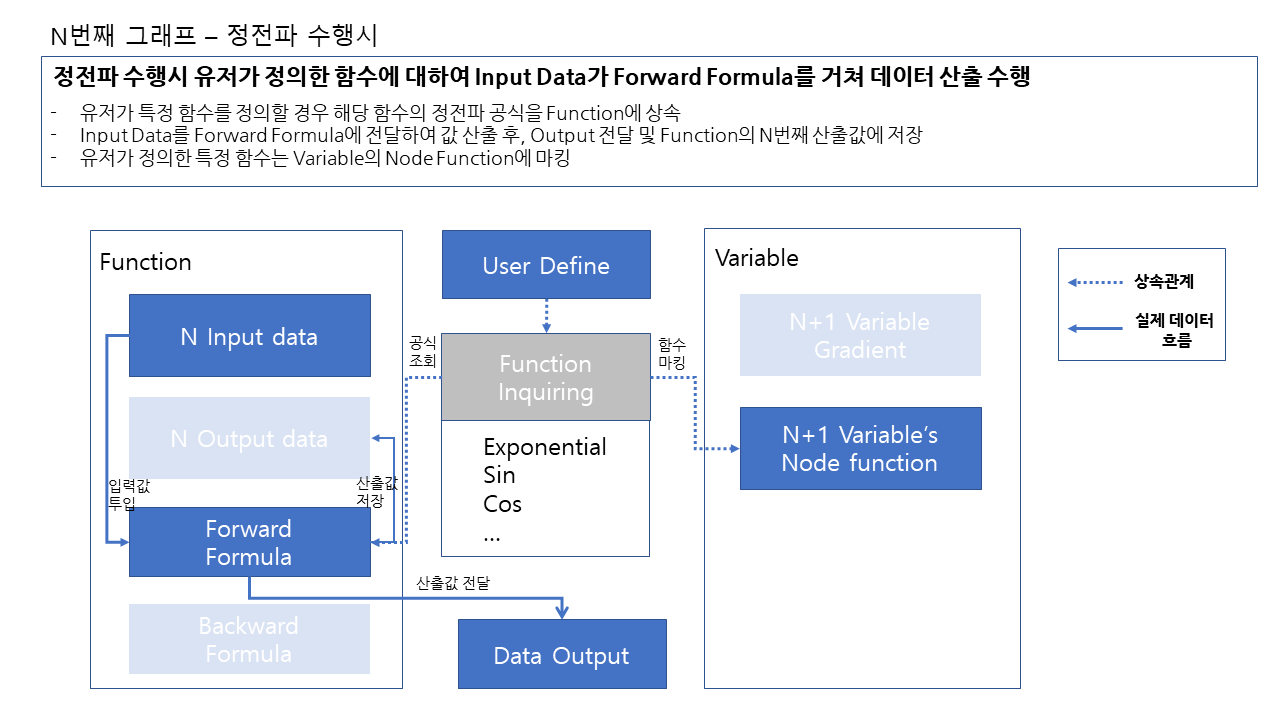 N번째 그래프 – 정전파 수행시
정전파 수행시 유저가 정의한 함수에 대하여 Input Data가 Forward Formula를 거쳐 데이터 산출 수행
- 유저가 특정 함수를 정의할 경우 해당 함수의 정전파 공식을 Function에 상속
- Input Data를 Forward Formula에 전달하여 값 산출 후, Output 전달 및 Function의 N번째 산출값에 저장
- 유저가 정의한 특정 함수는 Variable의 Node Function에 마킹
Function
N Input data
N Output data
입력값
투입
산출값
저장
Forward
Formula
Backward
Formula
User Define
공식
조회
Function
Inquiring
함수
마킹
Exponential
Sin
Cos
...
산출값 전달
Data Output
Variable
N+1 Variable
Gradient
N+1 Variable’s
Node function
상속관계
실제 데이터
흐름